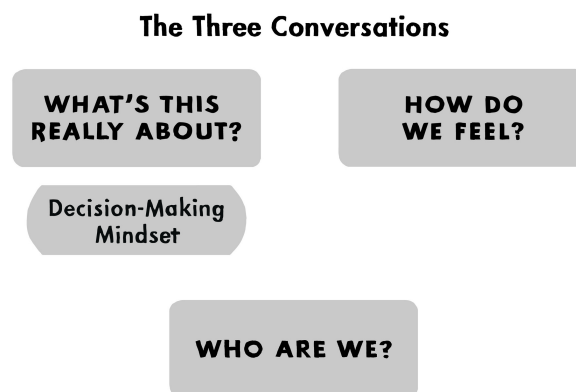 The Three Conversations
WHAT'S THIS
REALLY ABOUT?
HOW DO
WE FEEL?
Decision-Making
Mindset
WHO ARE WE?